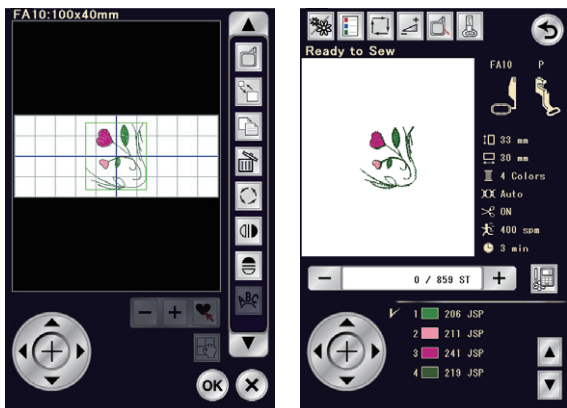 FA10:100x40mm
ABC
OK
Ready to Sew
FA10 P
33 mm
30 mm
4 Colors
Auto
ON
400 spm
3 min
0 / 859 ST
1 206 JSP
2 211 JSP
3 241 JSP
4 219 JSP